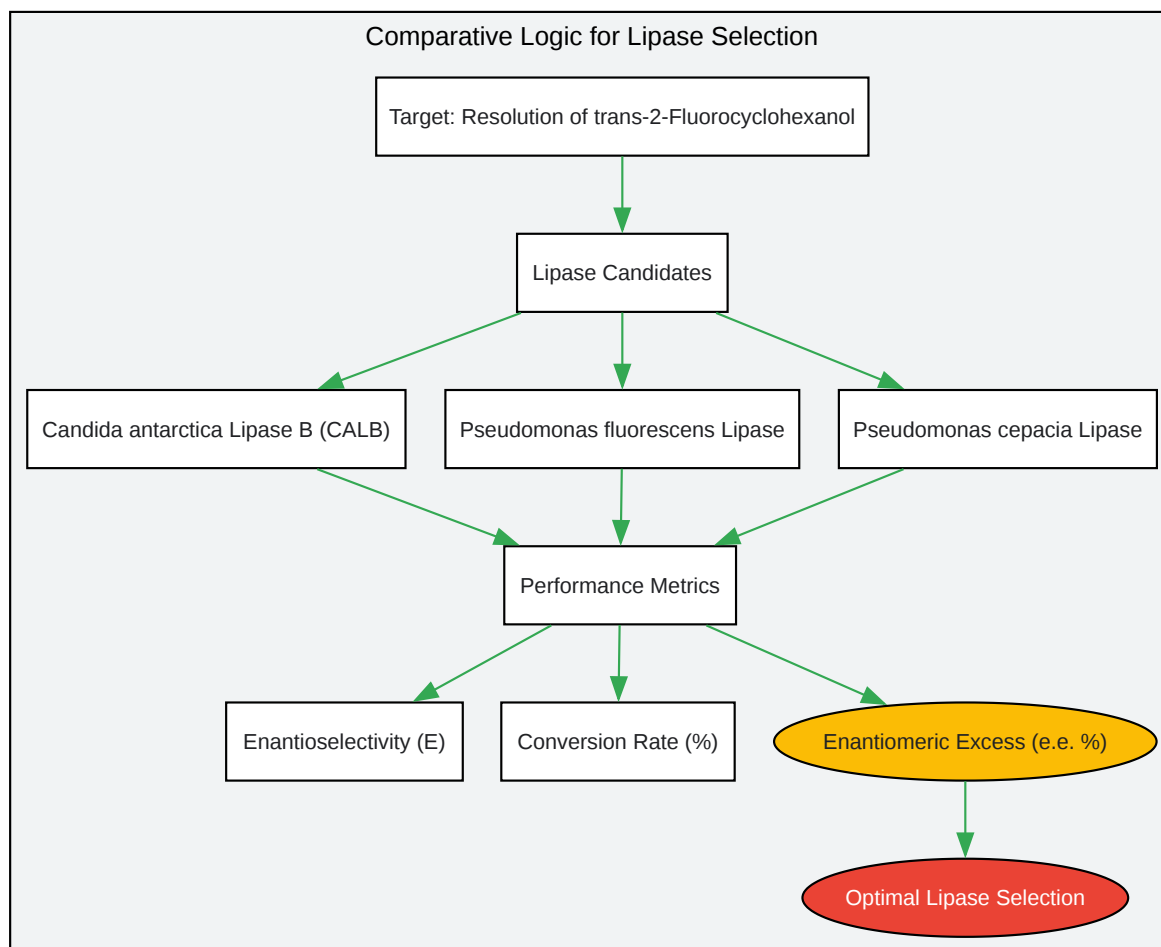 Comparative Logic for Lipase Selection
Target: Resolution of trans-2-Fluorocyclohexanol
Lipase Candidates
Candida antarctica Lipase B (CALB)
Pseudomonas fluorescens Lipase
Pseudomonas cepacia Lipase
Performance Metrics
Enantioselectivity (E)
Conversion Rate (%)
Enantiomeric Excess (e.e. %)
Optimal Lipase Selection